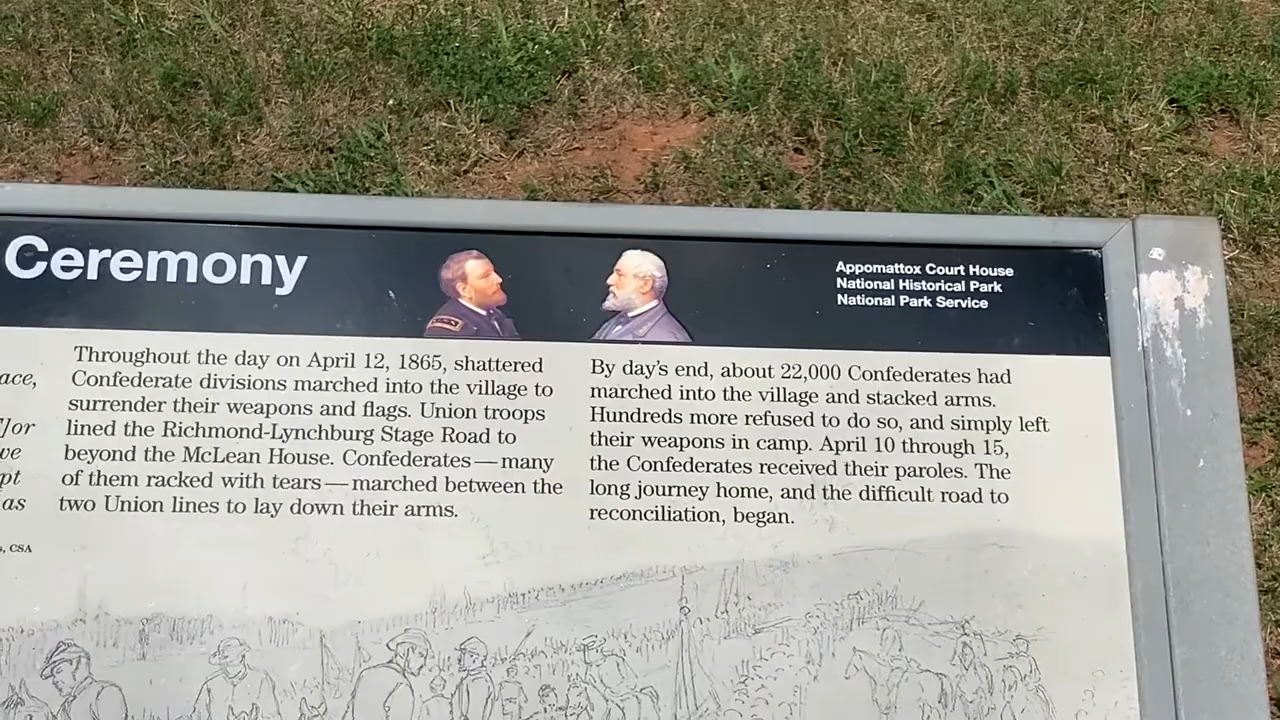 Ceremony
Appomattox Court House
National Historical Park
National Park Service
ace,
/or
ve
pt
as
, CSA
Throughout the day on April 12, 1865, shattered
Confederate divisions marched into the village to
surrender their weapons and flags. Union troops
lined the Richmond-Lynchburg Stage Road to
beyond the McLean House. Confederates — many
of them racked with tears — marched between the
two Union lines to lay down their arms.
By day's end, about 22,000 Confederates had
marched into the village and stacked arms.
Hundreds more refused to do so, and simply left
their weapons in camp. April 10 through 15,
the Confederates received their paroles. The
long journey home, and the difficult road to
reconciliation, began.